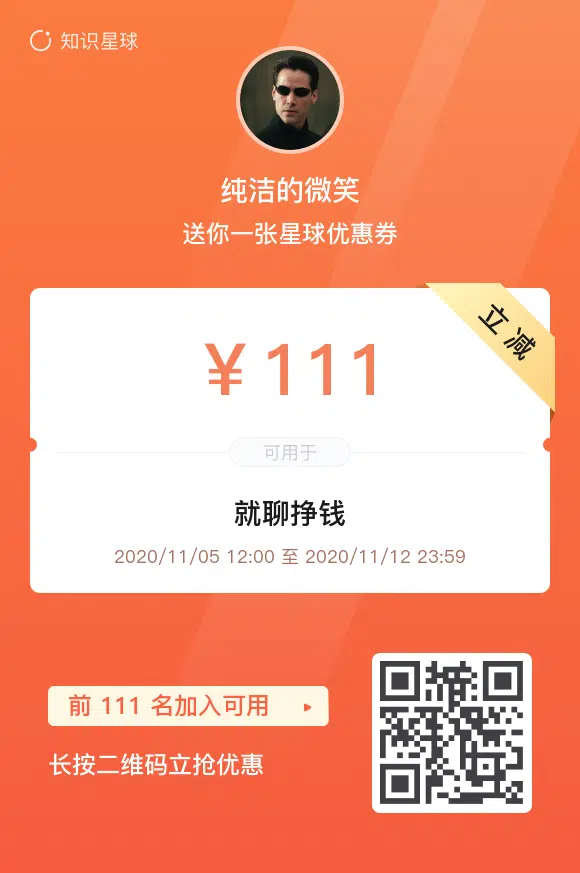 知识星球
纯洁的微笑
送你一张星球优惠券
立减
¥111
可用于
就聊挣钱
2020/11/05 12:00 至 2020/11/12 23:59
前 111 名加入可用
长按二维码立抢优惠